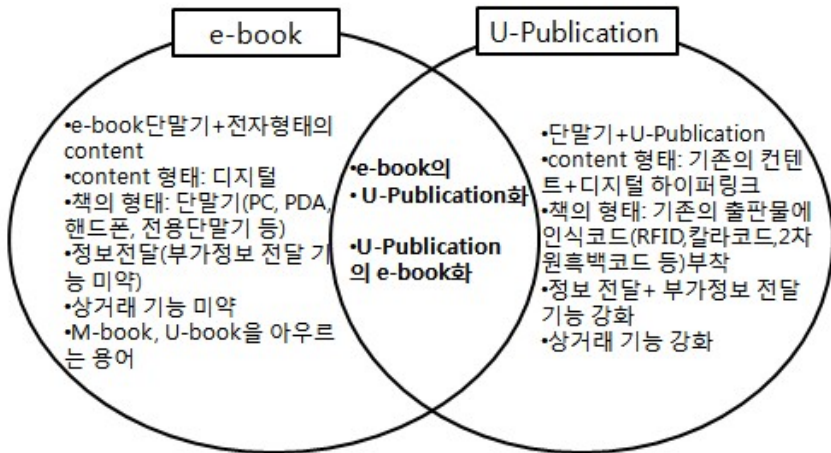 e-book
U-Publication
•e-book단말기+전자형태의
content
•content 형태: 디지털
•책의 형태: 단말기(PC, PDA,
핸드폰, 전용단말기 등)
•정보전달(부가정보 전달 기
능 미약)
•상거래 기능 미약
•M-book, U-book을 아우르
는 용어
•e-book의
• U-Publication화
•U-Publication
의 e-book화
•단말기+U-Publication
•content 형태: 기존의 컨텐
트+디지털 하이퍼링크
•책의 형태: 기존의 출판물에
인식코드(RFID,칼라코드,2차
원흑백코드 등)부착
•정보 전달+ 부가정보 전달
기능 강화
•상거래 기능 강화